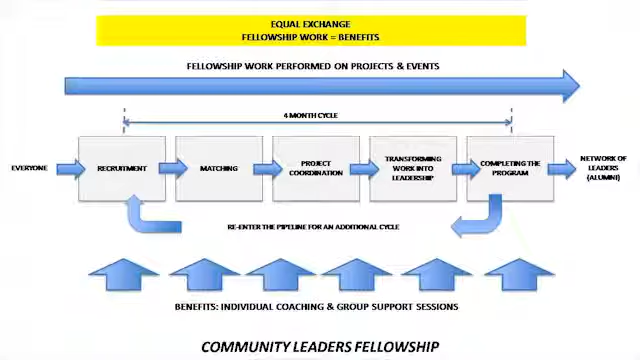 EQUAL EXCHANGE
FELLOWSHIP WORK = BENEFITS
FELLOWSHIP WORK PERFORMED ON PROJECTS & EVENTS
4 MONTH CYCLE
EVERYONE
RECRUITMENT
MATCHING
PROJECT
COORDINATION
TRANSFORMING
WORK INTO
LEADERSHIP
COMPLETING THE
PROGRAM
NETWORK OF
LEADERS
(ALUMNI)
RE-ENTER THE PIPELINE FOR AN ADDITIONAL CYCLE
BENEFITS: INDIVIDUAL COACHING & GROUP SUPPORT SESSIONS
COMMUNITY LEADERS FELLOWSHIP